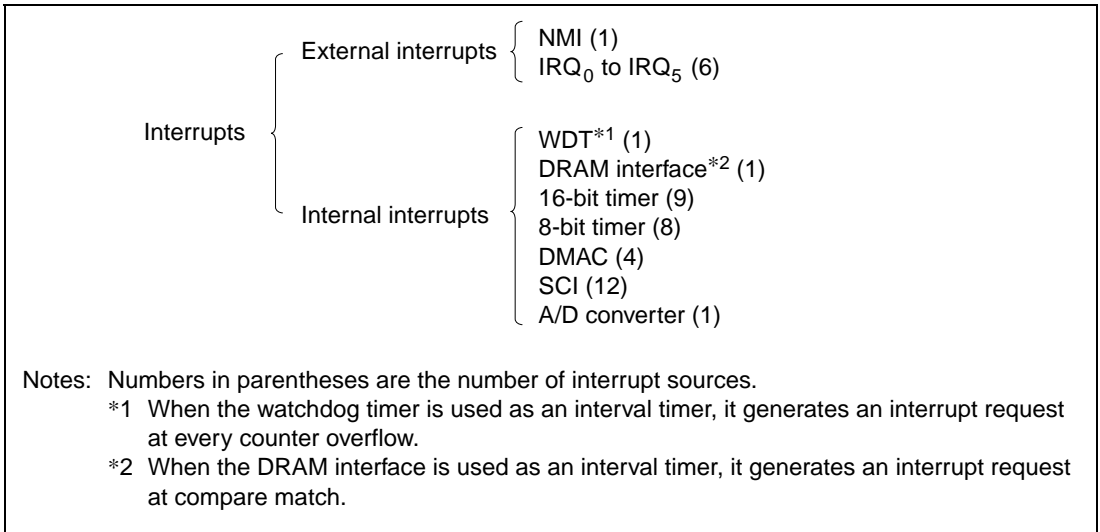 Interrupts
External interrupts
NMI (1)
IRQ0 to IRQ5 (6)
Internal interrupts
WDT*1 (1)
DRAM interface*2 (1)
16-bit timer (9)
8-bit timer (8)
DMAC (4)
SCI (12)
A/D converter (1)
Notes: Numbers in parentheses are the number of interrupt sources.
*1 When the watchdog timer is used as an interval timer, it generates an interrupt request
at every counter overflow.
*2 When the DRAM interface is used as an interval timer, it generates an interrupt request
at compare match.